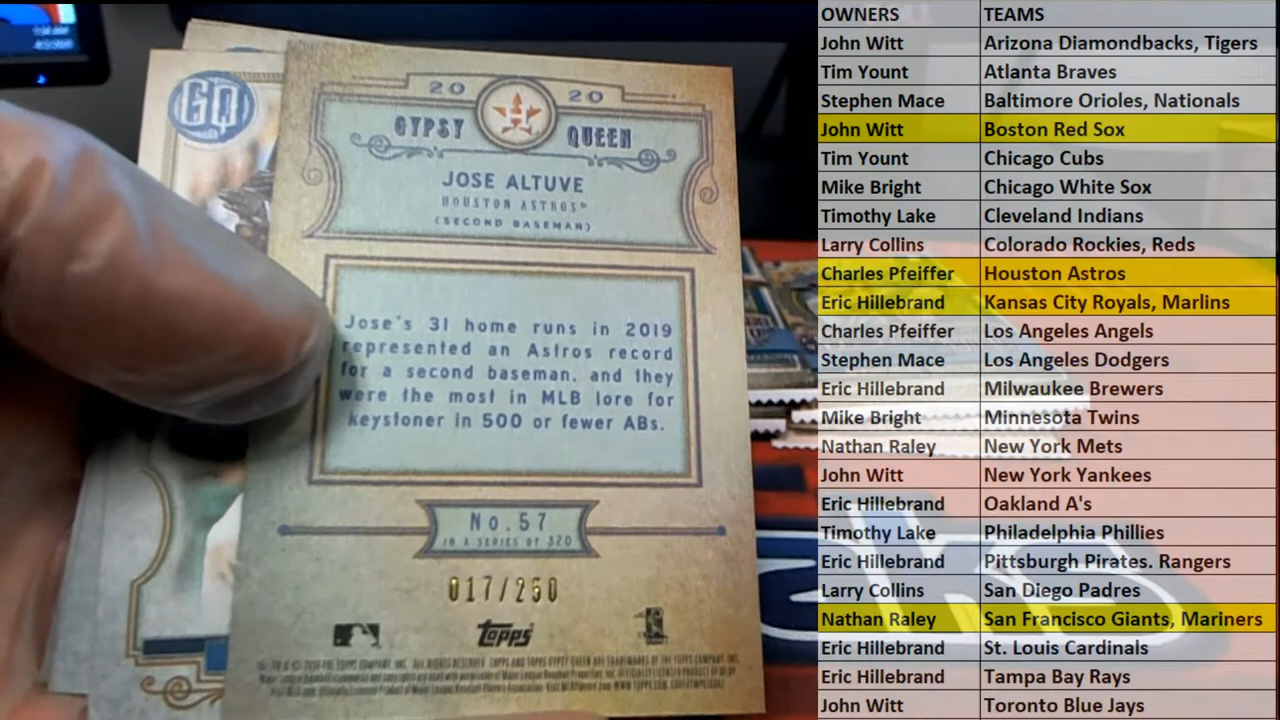 GQ
20 20
GYPSY QUEEN
JOSE ALTUVE
HOUSTON ASTROS
(SECOND BASEMAN)
Jose's 31 home runs in 2019
represented an Astros record
for a second baseman, and they
were the most in MLB lore for
keystoner in 500 or fewer ABs.
No. 57
IN A SERIES OF 320
017/250
Topps
OWNERS TEAMS
John Witt Arizona Diamondbacks, Tigers
Tim Yount Atlanta Braves
Stephen Mace Baltimore Orioles, Nationals
John Witt Boston Red Sox
Tim Yount Chicago Cubs
Mike Bright Chicago White Sox
Timothy Lake Cleveland Indians
Larry Collins Colorado Rockies, Reds
Charles Pfeiffer Houston Astros
Eric Hillebrand Kansas City Royals, Marlins
Charles Pfeiffer Los Angeles Angels
Stephen Mace Los Angeles Dodgers
Eric Hillebrand Milwaukee Brewers
Mike Bright Minnesota Twins
Nathan Raley New York Mets
John Witt New York Yankees
Eric Hillebrand Oakland A's
Timothy Lake Philadelphia Phillies
Eric Hillebrand Pittsburgh Pirates. Rangers
Larry Collins San Diego Padres
Nathan Raley San Francisco Giants, Mariners
Eric Hillebrand St. Louis Cardinals
Eric Hillebrand Tampa Bay Rays
John Witt Toronto Blue Jays